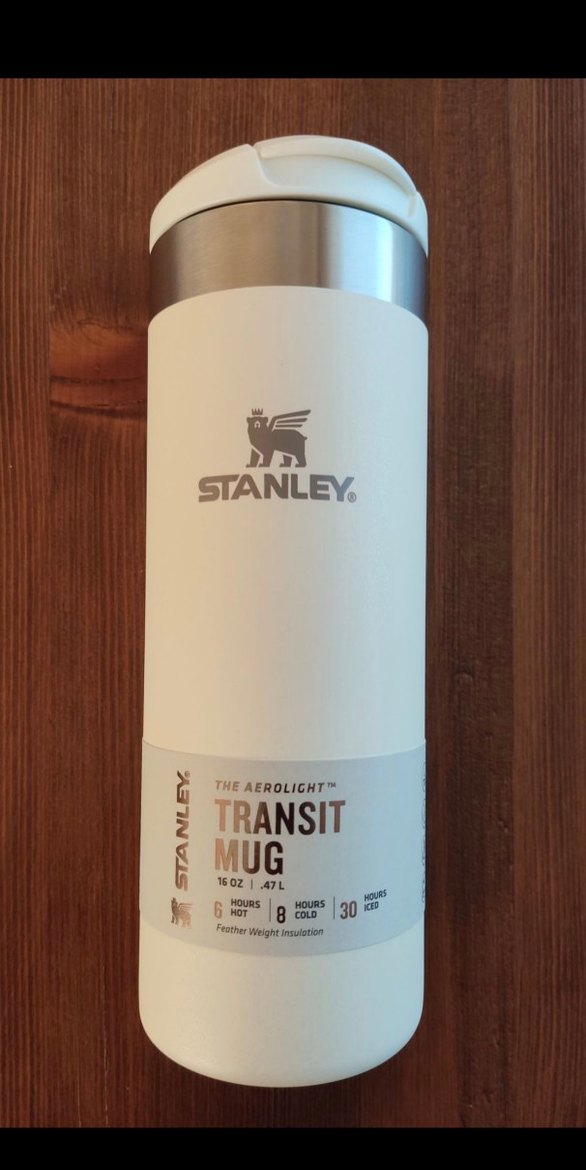 STANLEY®
STANLEY®
THE AEROLIGHT™
TRANSIT
MUG
16 OZ | .47 L
6 HOURS HOT | 8 HOURS COLD | 30 HOURS ICED
Feather Weight Insulation